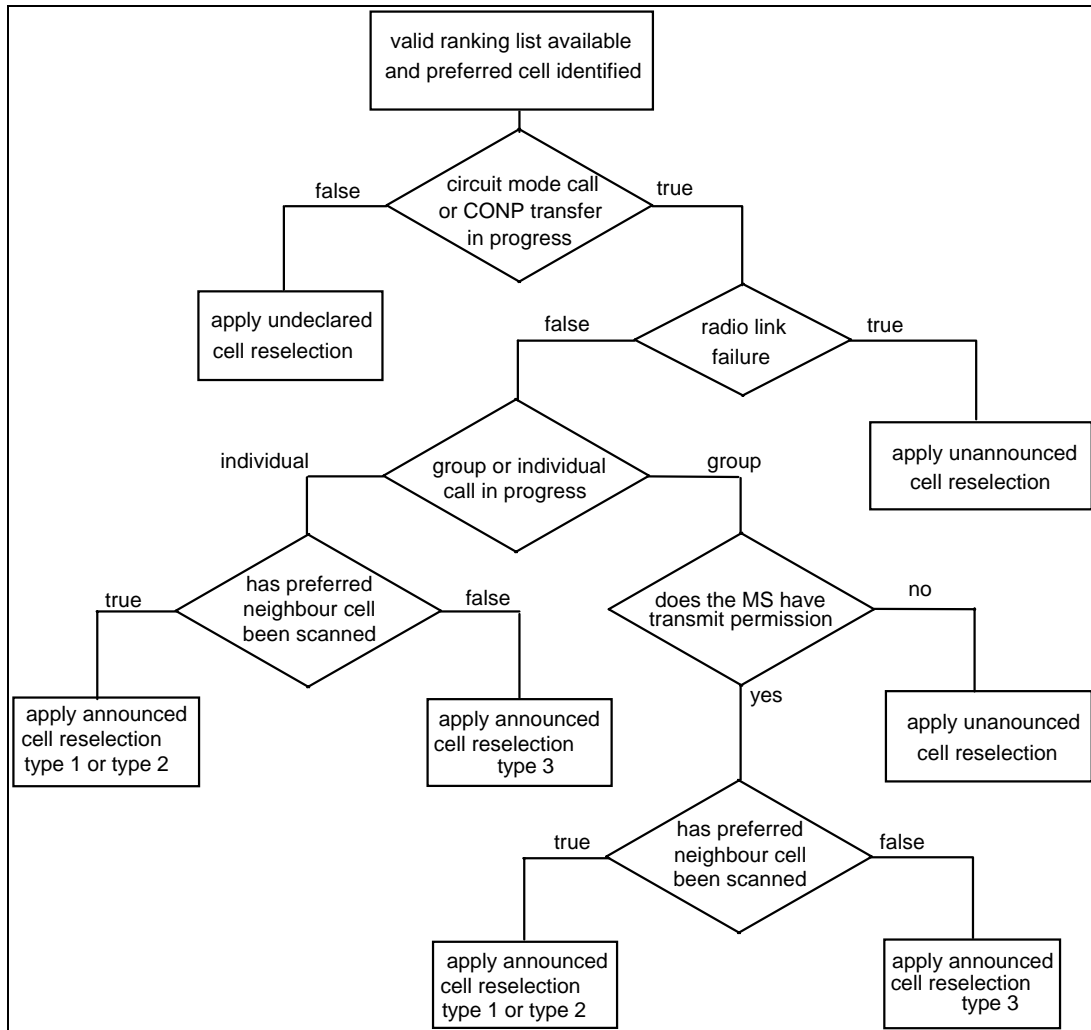 valid ranking list available
and preferred cell identified
false
circuit mode call
or CONP transfer
in progress
true
apply undeclared
cell reselection
false
radio link
failure
true
individual
group or individual
call in progress
group
apply unannounced
cell reselection
true
has preferred
neighbour cell
been scanned
false
does the MS have
transmit permission
no
yes
apply announced
cell reselection
type 1 or type 2
apply announced
cell reselection
type 3
apply unanounced
cell reselection
true
has preferred
neighbour cell
been scanned
false
apply announced
cell reselection
type 1 or type 2
apply announced
cell reselection
type 3